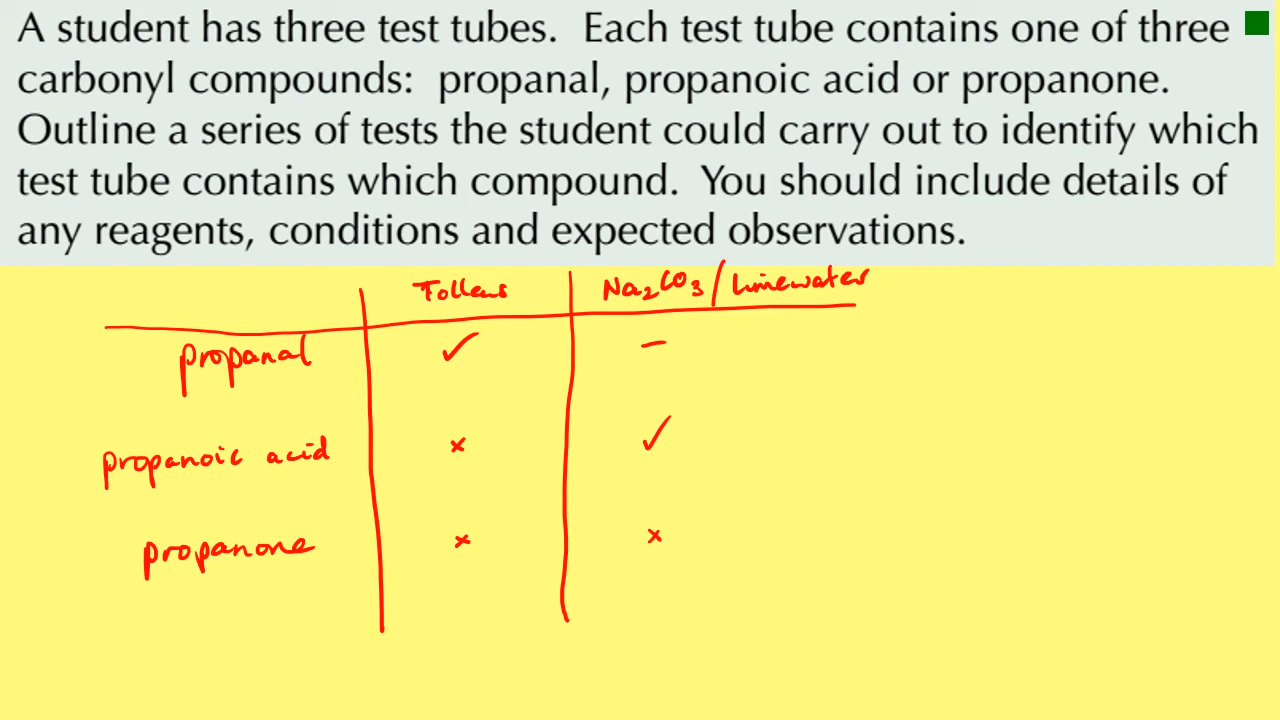 A student has three test tubes. Each test tube contains one of three
carbonyl compounds: propanal, propanoic acid or propanone.
Outline a series of tests the student could carry out to identify which
test tube contains which compound. You should include details of
any reagents, conditions and expected observations.
Tollens Na₂CO₃/limewater
propanal ✓ –
propanoic acid × ✓
propanone × ×